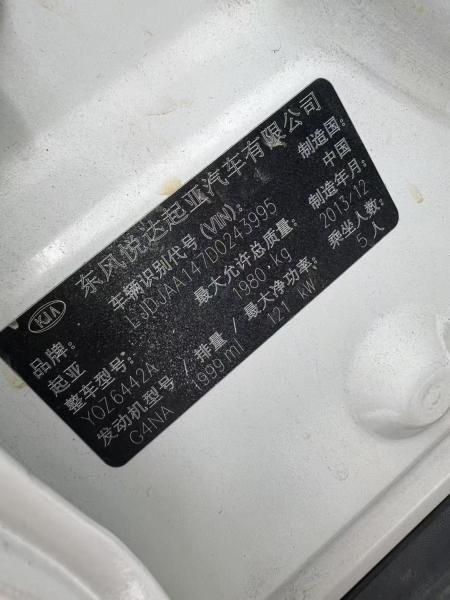 KIA
东风悦达起亚汽车有限公司
车辆识别代号(VIN):
制造国:
LJDJAA147D0243995
中国
品牌:
最大允许总质量:
制造年月:
起亚
1980.kg
2013.12
整车型号:
发动机型号/排量/最大净功率:
乘坐人数:
YQZ6442A
G4NA
1999ml
121 KW
5人